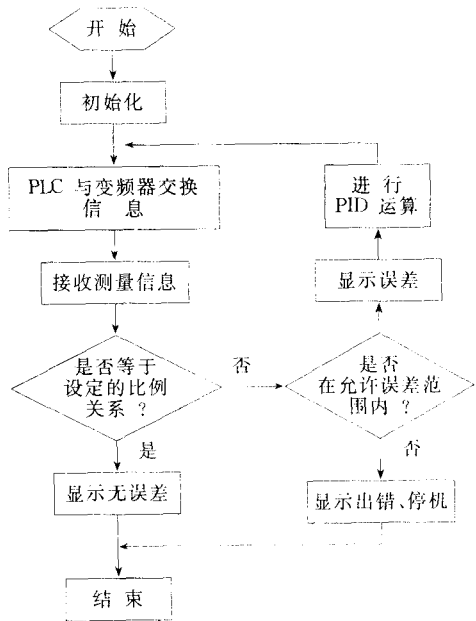 开 始
初始化
PLC 与变频器交换
信 息
进 行
PID 运算
接收测量信息
显示误差
是否等于
设定的比例
关系 ?
否
是否
在允许误差范
围内 ?
是
否
显示无误差
显示出错、停机
结 束